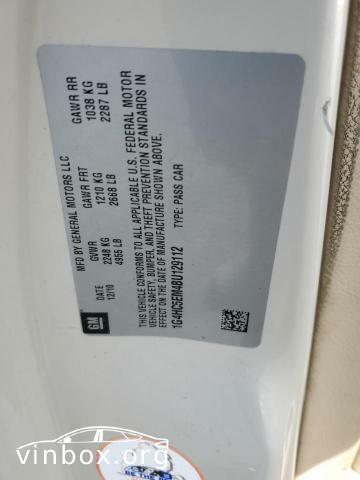 GM
MFD BY GENERAL MOTORS LLC
DATE GVWR GAWR FRT GAWR RR
12/10 2248 KG 1210 KG 1038 KG
4955 LB 2668 LB 2287 LB
THIS VEHICLE CONFORMS TO ALL APPLICABLE U.S. FEDERAL MOTOR
VEHICLE SAFETY, BUMPER, AND THEFT PREVENTION STANDARDS IN
EFFECT ON THE DATE OF MANUFACTURE SHOWN ABOVE.
1G4HC5EM4BU129112 TYPE: PASS CAR
BE THE
vinbox.org